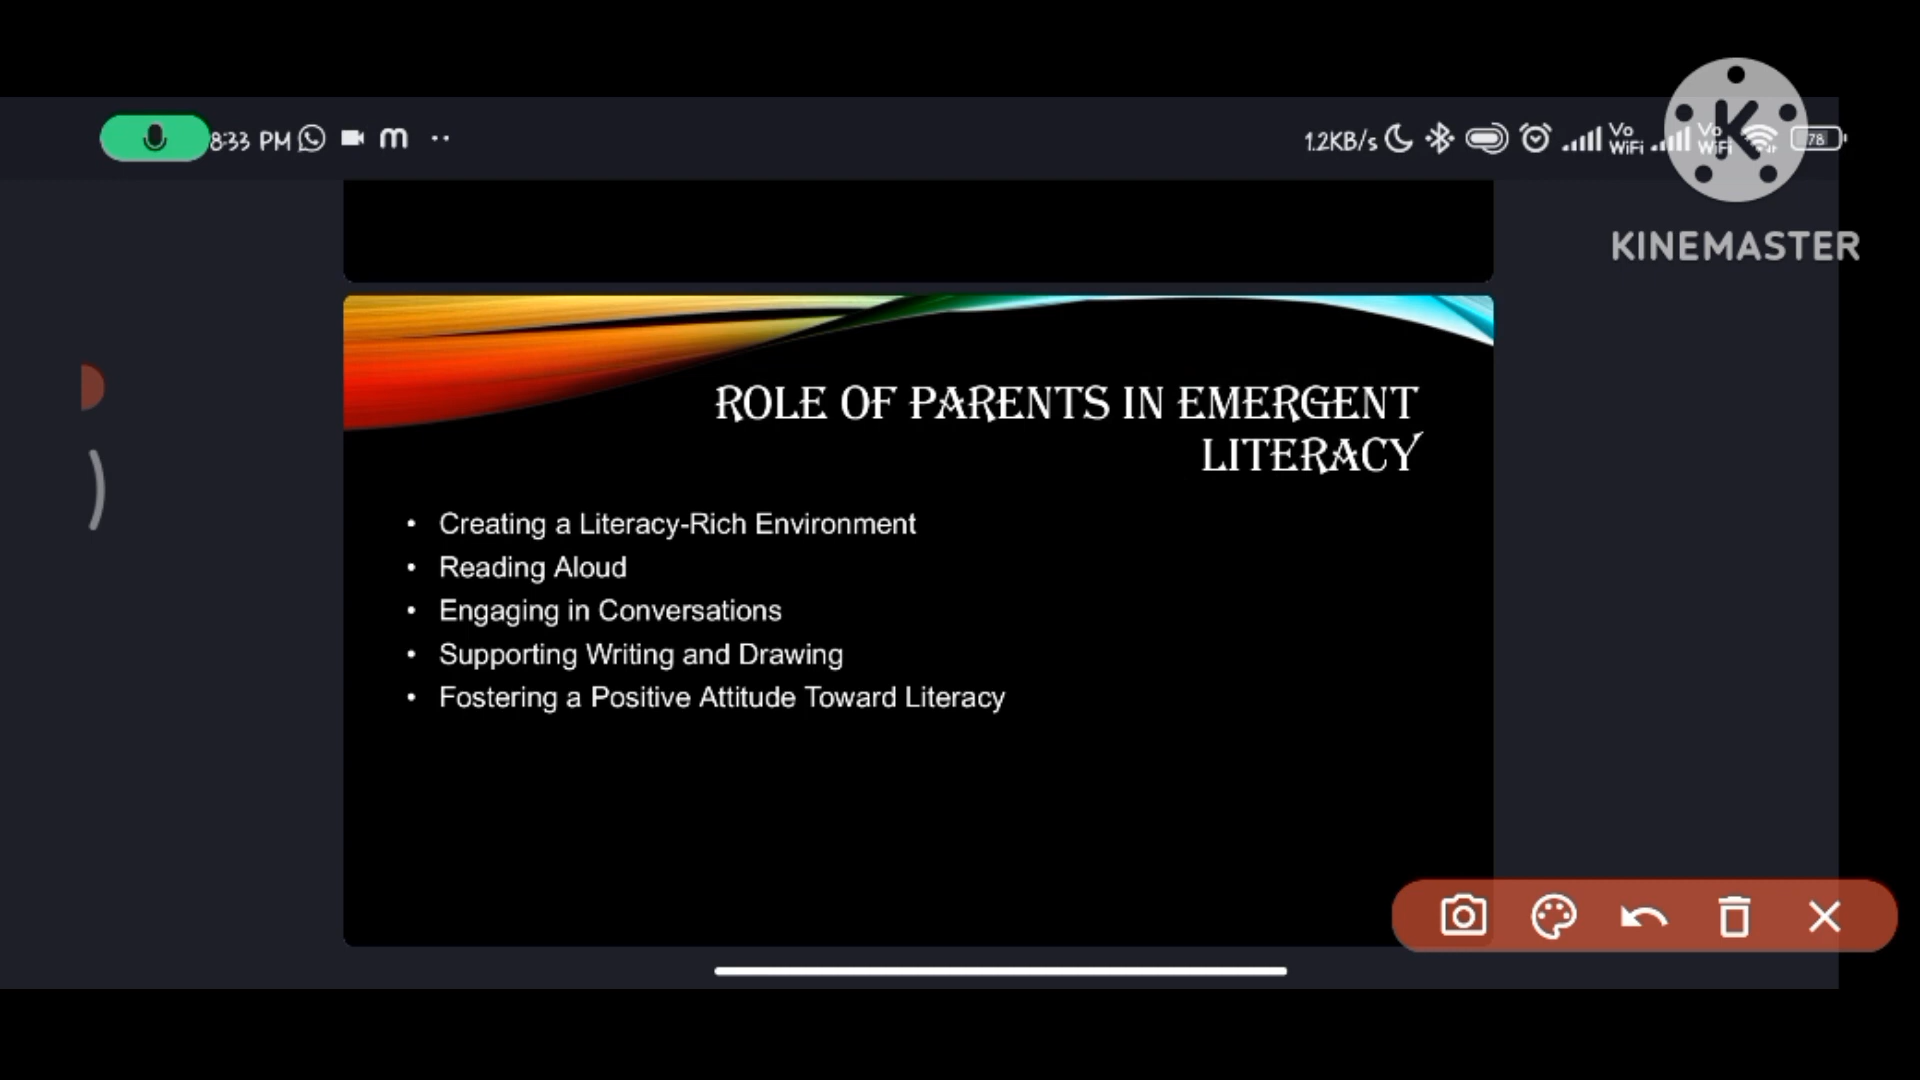 8:33 PM
1.2KB/s
Vo
WiFi
Vo
WiFi
78
KINEMASTER
ROLE OF PARENTS IN EMERGENT
LITERACY
• Creating a Literacy-Rich Environment
• Reading Aloud
• Engaging in Conversations
• Supporting Writing and Drawing
• Fostering a Positive Attitude Toward Literacy